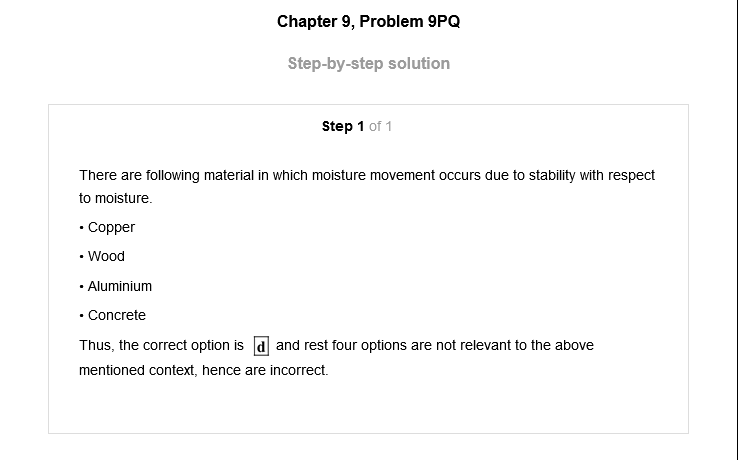 Chapter 9, Problem 9PQ
Step-by-step solution
Step 1 of 1
There are following material in which moisture movement occurs due to stability with respect
to moisture.
• Copper
• Wood
• Aluminium
• Concrete
Thus, the correct option is d and rest four options are not relevant to the above
mentioned context, hence are incorrect.